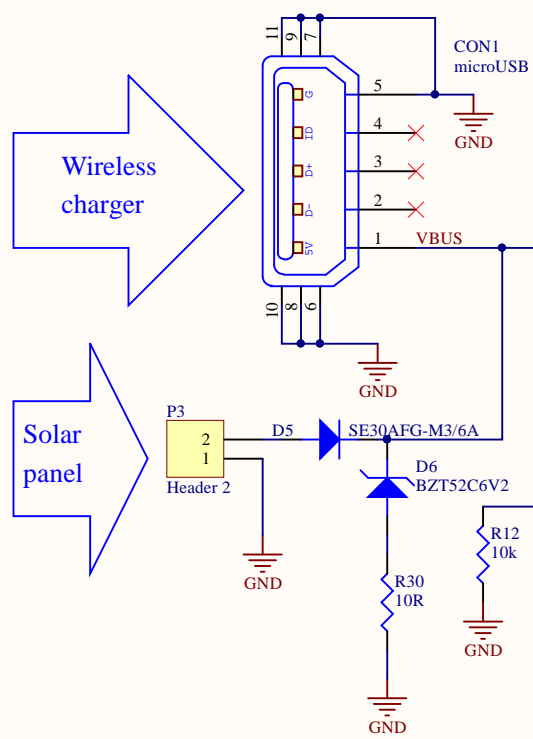 11
9
7
CON1
microUSB
G
5
GND
ID
4
Wireless
charger
D+
3
D-
2
5V
1
VBUS
10
8
6
GND
P3
Solar
panel
2
1
Header 2
D5
SE30AFG-M3/6A
D6
BZT52C6V2
GND
R12
10k
R30
10R
GND
GND